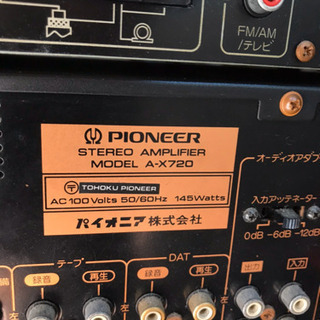 FM/AM
/テレビ
PIONEER
STEREO AMPLIFIER
MODEL A-X720
TOHOKU PIONEER
AC 100 Volts 50/60Hz 145Watts
パイオニア株式会社
オーディオアダプ
入力アッテネーター
0dB -6dB -12dB
テープ
DAT
録音
再生
録音
再生
出力
入力